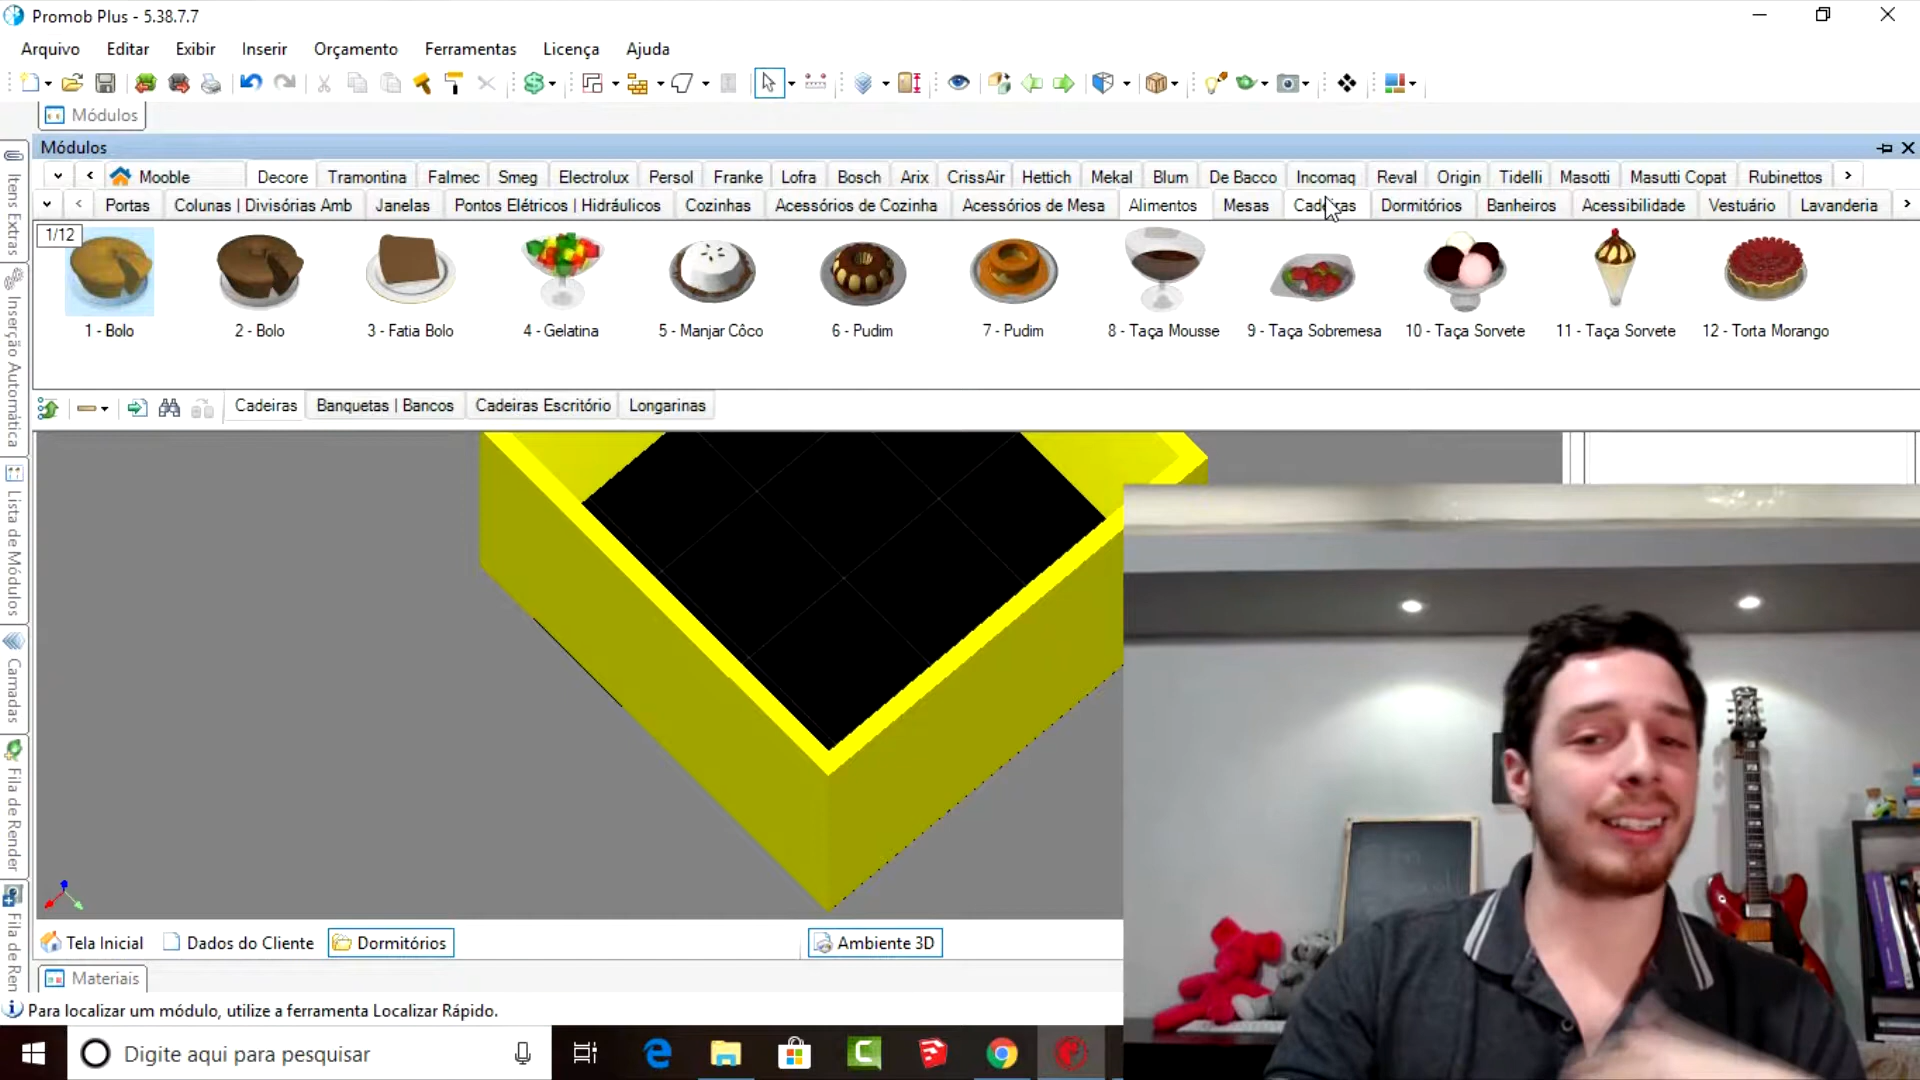 Promob Plus - 5.38.7.7
Arquivo Editar Exibir Inserir Orçamento Ferramentas Licença Ajuda
Módulos
Módulos
Mooble Decore Tramontina Falmec Smeg Electrolux Persol Franke Lofra Bosch Arix CrissAir Hettich Mekal Blum De Bacco Incomaq Reval Origin Tidelli Masotti Masutti Copat Rubinettos
Portas Colunas | Divisórias Amb Janelas Pontos Elétricos | Hidráulicos Cozinhas Acessórios de Cozinha Acessórios de Mesa Alimentos Mesas Cadeiras Dormitórios Banheiros Acessibilidade Vestuário Lavanderia
1/12
1 - Bolo 2 - Bolo 3 - Fatia Bolo 4 - Gelatina 5 - Manjar Côco 6 - Pudim 7 - Pudim 8 - Taça Mousse 9 - Taça Sobremesa 10 - Taça Sorvete 11 - Taça Sorvete 12 - Torta Morango
Cadeiras Banquetas | Bancos Cadeiras Escritório Longarinas
Itens Extras
Inserção Automática
Lista de Módulos
Camadas
Fila de Render
Fila de Ren
Tela Inicial Dados do Cliente Dormitórios Ambiente 3D
Materiais
Para localizar um módulo, utilize a ferramenta Localizar Rápido.
Digite aqui para pesquisar